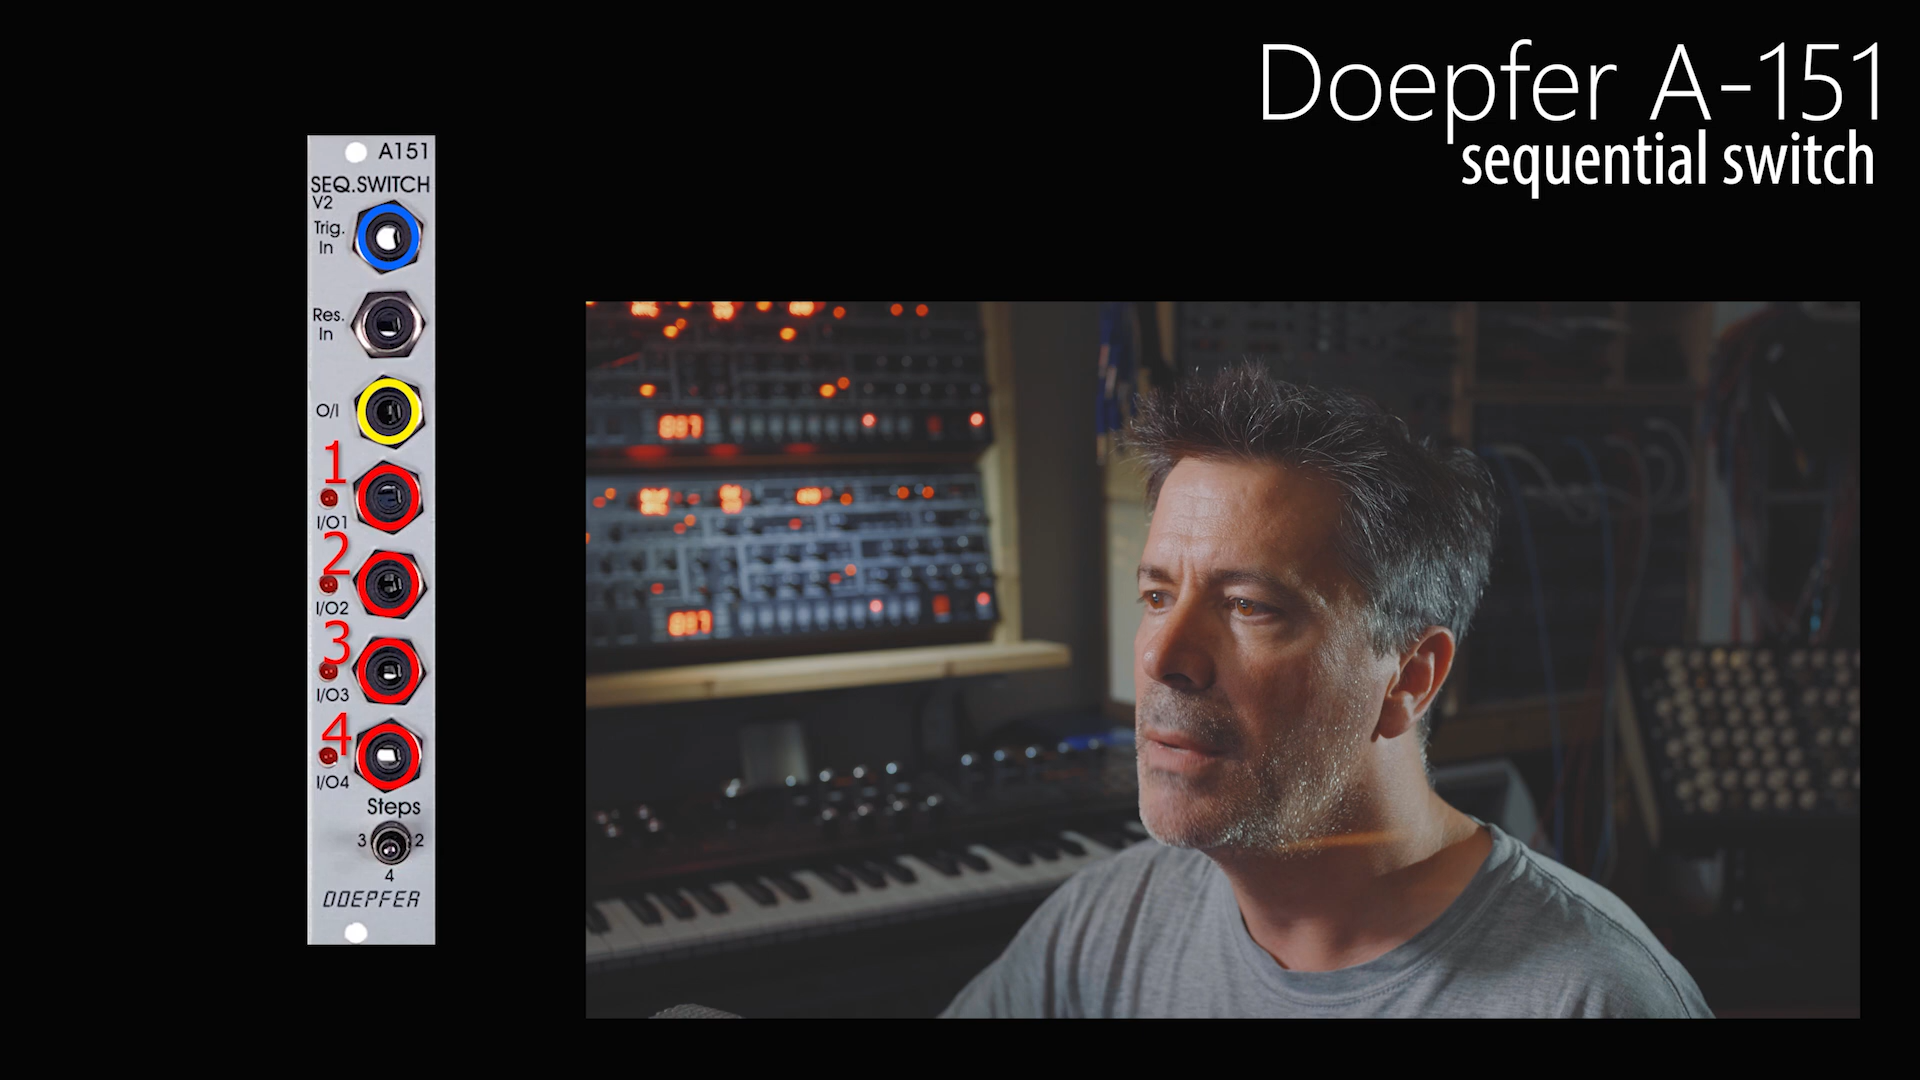 Doepfer A-151
sequential switch
A151
SEQ.SWITCH
V2
Trig.
In
Res.
In
O/I
1
I/O1
2
I/O2
3
I/O3
4
I/O4
Steps
3 2
4
DOEPFER